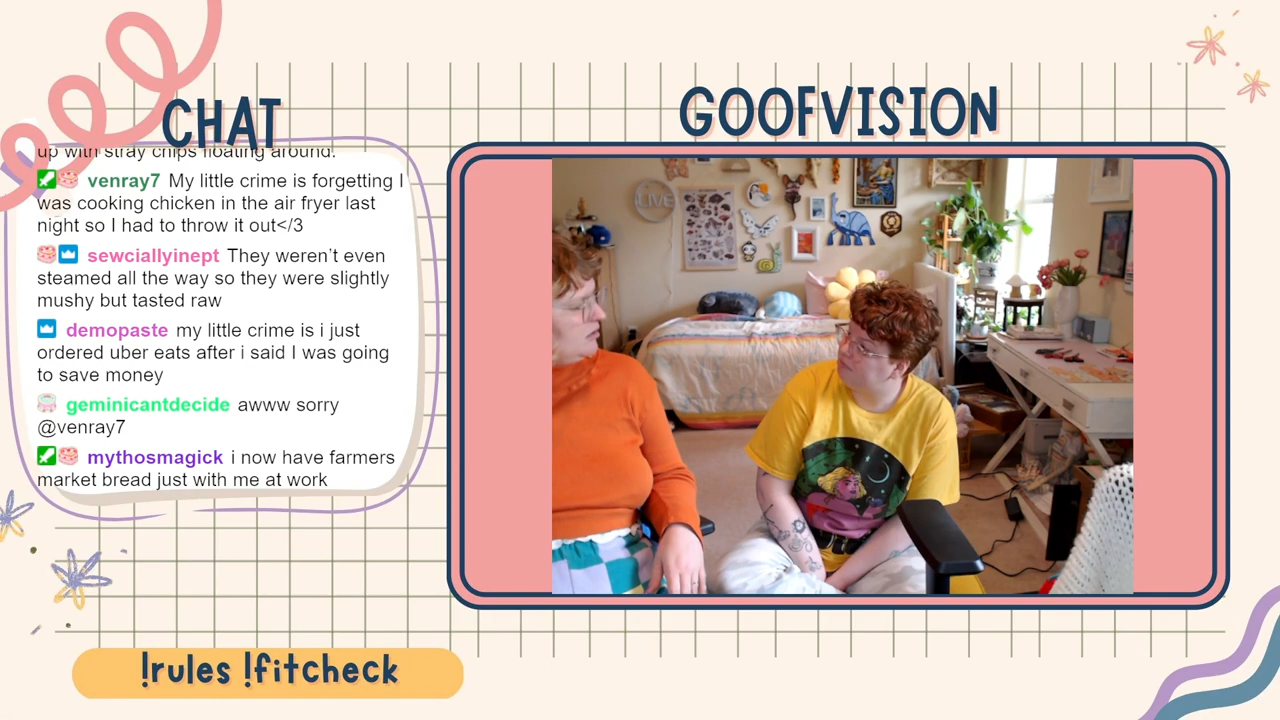 CHAT
GOOFVISION
up with stray chips floating around.
venray7 My little crime is forgetting I
was cooking chicken in the air fryer last
night so I had to throw it out</3
sewciallyinept They weren't even
steamed all the way so they were slightly
mushy but tasted raw
demopaste my little crime is i just
ordered uber eats after i said I was going
to save money
geminicantdecide awww sorry
@venray7
mythosmagick i now have farmers
market bread just with me at work
LIVE
!rules !fitcheck